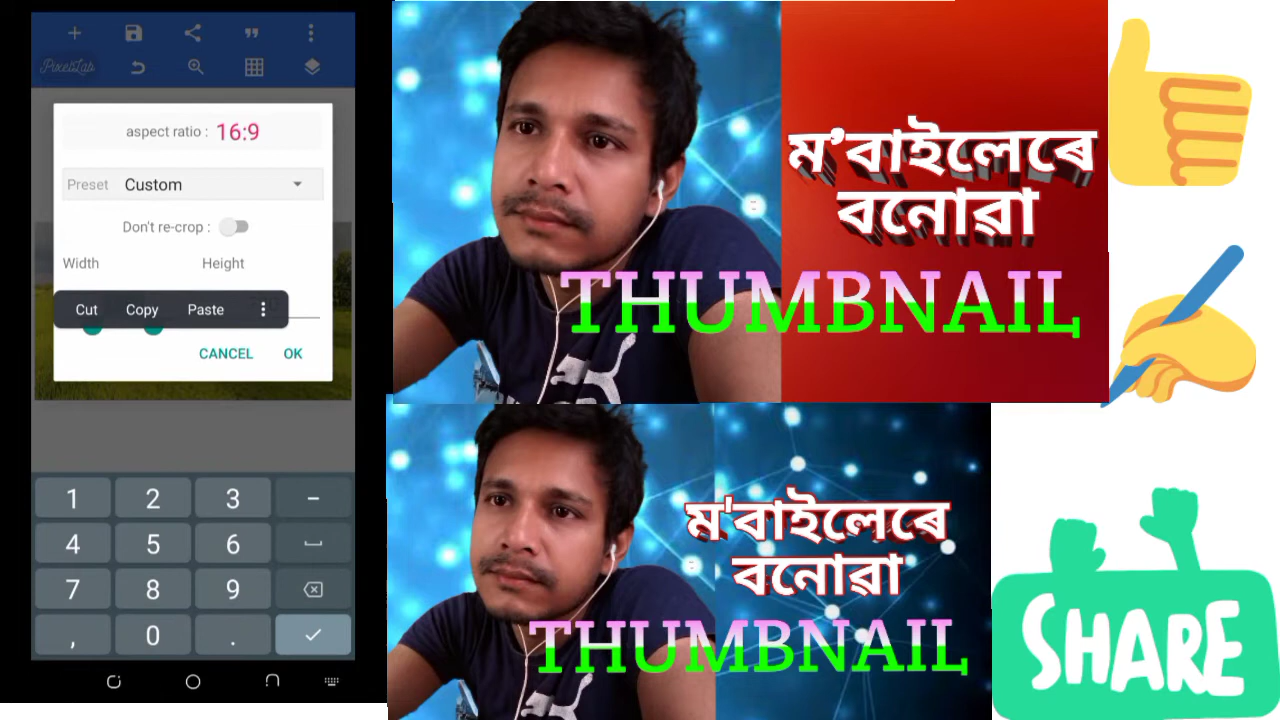 PixelLab
aspect ratio : 16:9
Preset Custom
Don't re-crop :
Width Height
Cut Copy Paste
CANCEL OK
1 2 3 −
4 5 6
7 8 9
, 0 .
ম’বাইলেৰে
বনোৱা
THUMBNAIL
ম'বাইলেৰে
বনোৱা
THUMBNAIL
SHARE